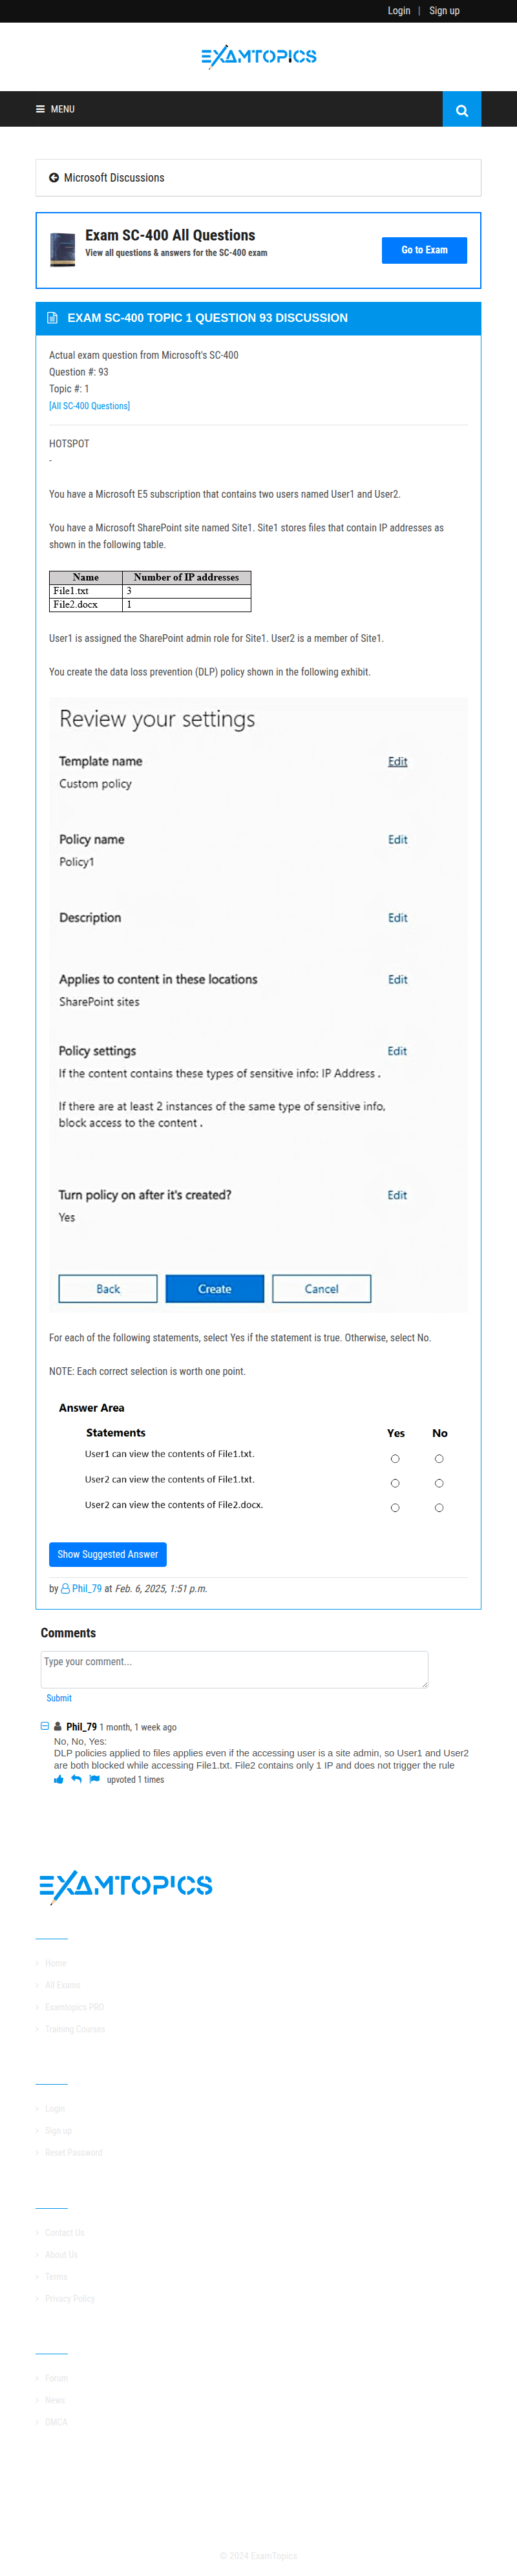 Login | Sign up
EXAMTOPICS
MENU
Microsoft Discussions
Exam SC-400 All Questions
View all questions & answers for the SC-400 exam
Go to Exam
EXAM SC-400 TOPIC 1 QUESTION 93 DISCUSSION
Actual exam question from Microsoft's SC-400
Question #: 93
Topic #: 1
[All SC-400 Questions]
HOTSPOT
-
You have a Microsoft E5 subscription that contains two users named User1 and User2.
You have a Microsoft SharePoint site named Site1. Site1 stores files that contain IP addresses as
shown in the following table.
Name Number of IP addresses
File1.txt 3
File2.docx 1
User1 is assigned the SharePoint admin role for Site1. User2 is a member of Site1.
You create the data loss prevention (DLP) policy shown in the following exhibit.
Review your settings
Template name Edit
Custom policy
Policy name Edit
Policy1
Description Edit
Applies to content in these locations Edit
SharePoint sites
Policy settings Edit
If the content contains these types of sensitive info: IP Address .
If there are at least 2 instances of the same type of sensitive info,
block access to the content .
Turn policy on after it's created? Edit
Yes
Back Create Cancel
For each of the following statements, select Yes if the statement is true. Otherwise, select No.
NOTE: Each correct selection is worth one point.
Answer Area
Statements Yes No
User1 can view the contents of File1.txt.
User2 can view the contents of File1.txt.
User2 can view the contents of File2.docx.
Show Suggested Answer
by Phil_79 at Feb. 6, 2025, 1:51 p.m.
Comments
Type your comment...
Submit
Phil_79 1 month, 1 week ago
No, No, Yes:
DLP policies applied to files applies even if the accessing user is a site admin, so User1 and User2
are both blocked while accessing File1.txt. File2 contains only 1 IP and does not trigger the rule
upvoted 1 times
EXAMTOPICS
Home
All Exams
Examtopics PRO
Training Courses
Login
Sign up
Reset Password
Contact Us
About Us
Terms
Privacy Policy
Forum
News
DMCA
© 2024 ExamTopics